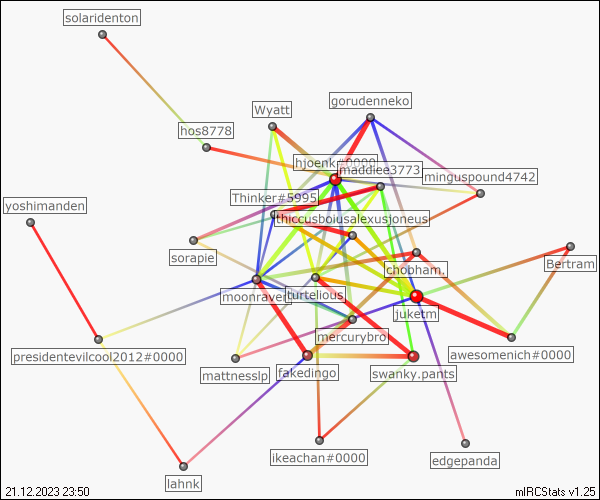 solaridenton
gorudenneko
Wyatt
hos8778
hjoenk#0000
maddiee3773
minguspound4742
Thinker#5995
yoshimanden
thiccusboiusalexusjoneus
sorapie
chobham.
Bertram
moonraven
turtelious
juketm
mercurybro
presidentevilcool2012#0000
awesomenich#0000
mattnesslp
fakedingo
swanky.pants
ikeachan#0000
edgepanda
lahnk
21.12.2023 23:50
mIRCStats v1.25